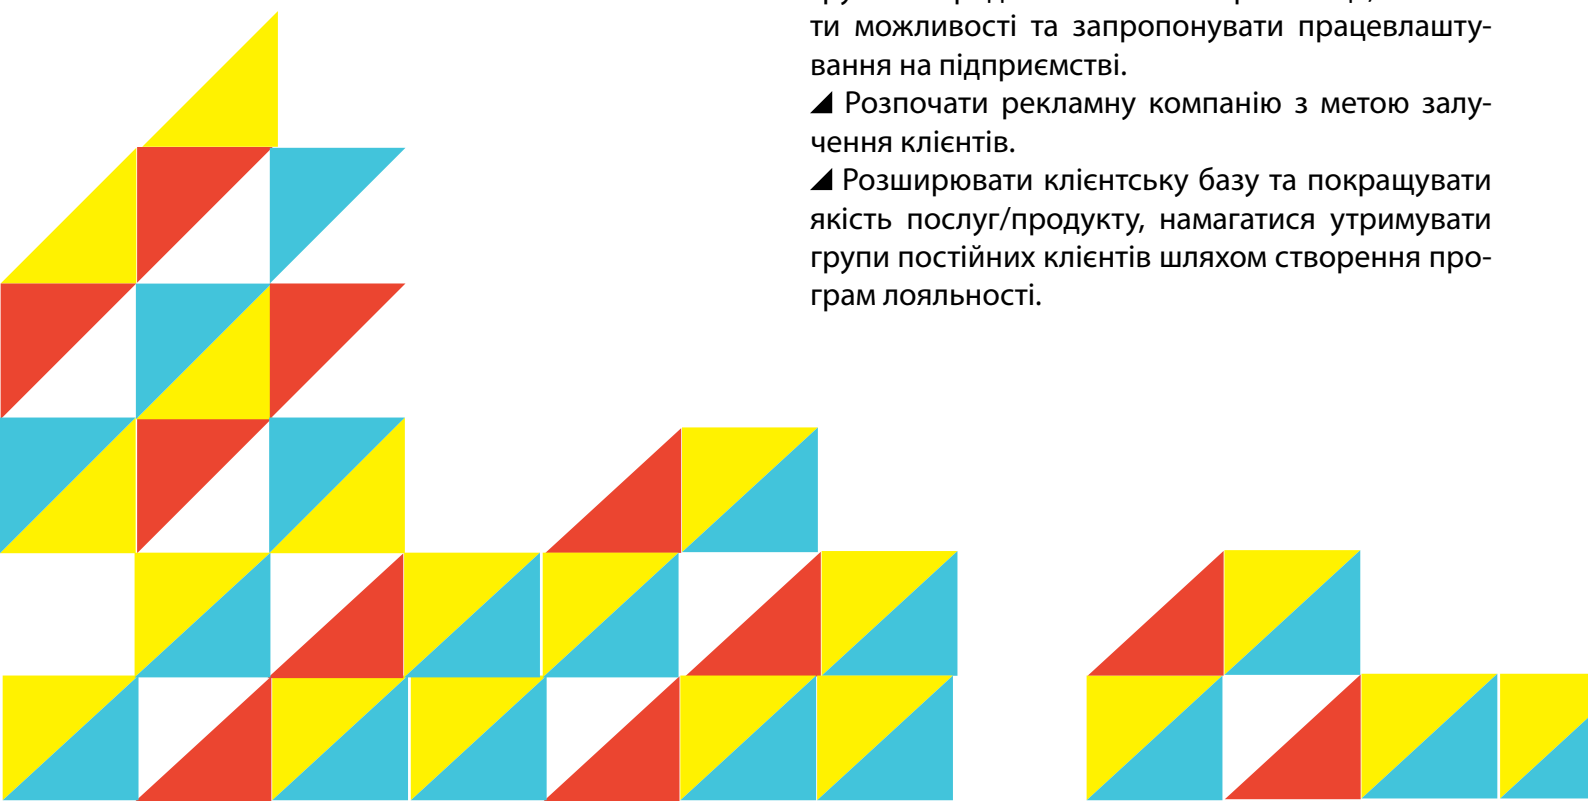 ти можливості та запропонувати працевлашту-
вання на підприємстві.
◢ Розпочати рекламну компанію з метою залу-
чення клієнтів.
◢ Розширювати клієнтську базу та покращувати
якість послуг/продукту, намагатися утримувати
групи постійних клієнтів шляхом створення про-
грам лояльності.